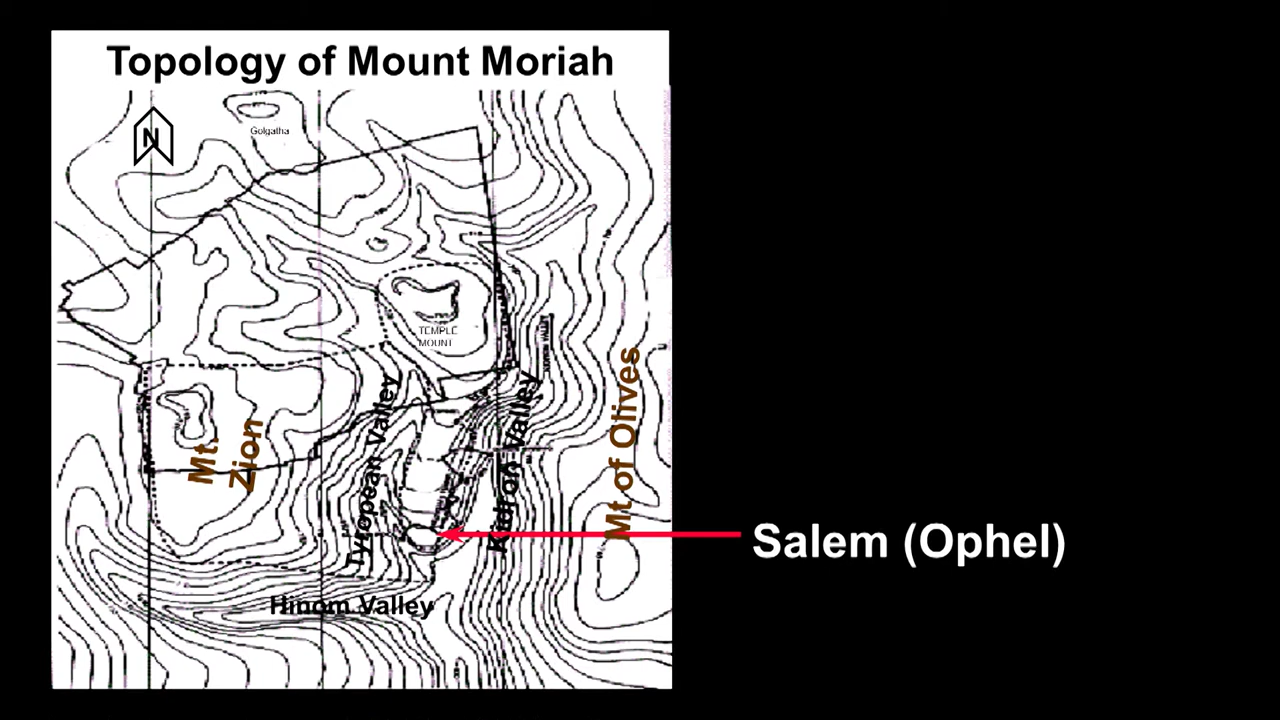 Topology of Mount Moriah
N
Golgatha
TEMPLE
MOUNT
Mt.
Zion
Tyropean Valley
Kidron Valley
Mt of Olives
Salem (Ophel)
Hinom Valley